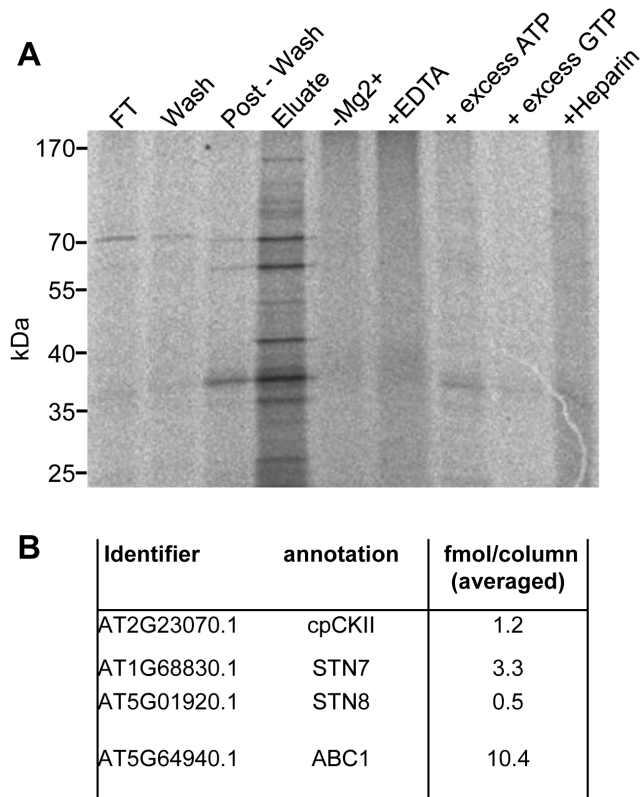 A
FT
Wash
Post - Wash
Eluate
-Mg2+
+EDTA
+ excess ATP
+ excess GTP
+Heparin
170
70
55
40
35
25
kDa
B
Identifier annotation fmol/column
(averaged)
AT2G23070.1 cpCKII 1.2
AT1G68830.1 STN7 3.3
AT5G01920.1 STN8 0.5
AT5G64940.1 ABC1 10.4